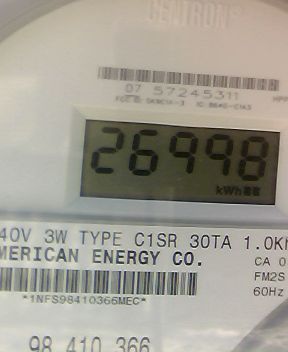 CENTRON®
07 57245311
26998
kWh
40V 3W TYPE C1SR 30TA 1.0Kh
MERICAN ENERGY CO.
CA 0
FM2S
60Hz
*1NFS98410366MEC*
98 410 366